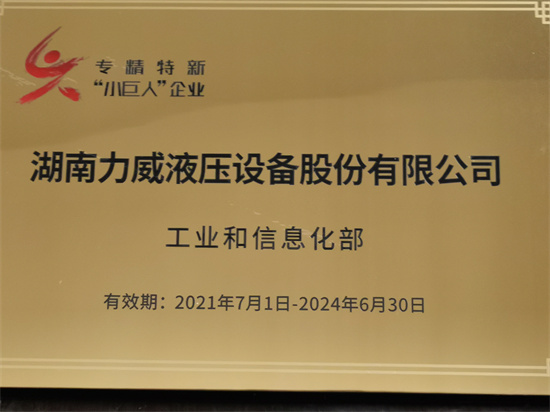 专精特新
“小巨人”企业
湖南力威液压设备股份有限公司
工业和信息化部
有效期：2021年7月1日-2024年6月30日